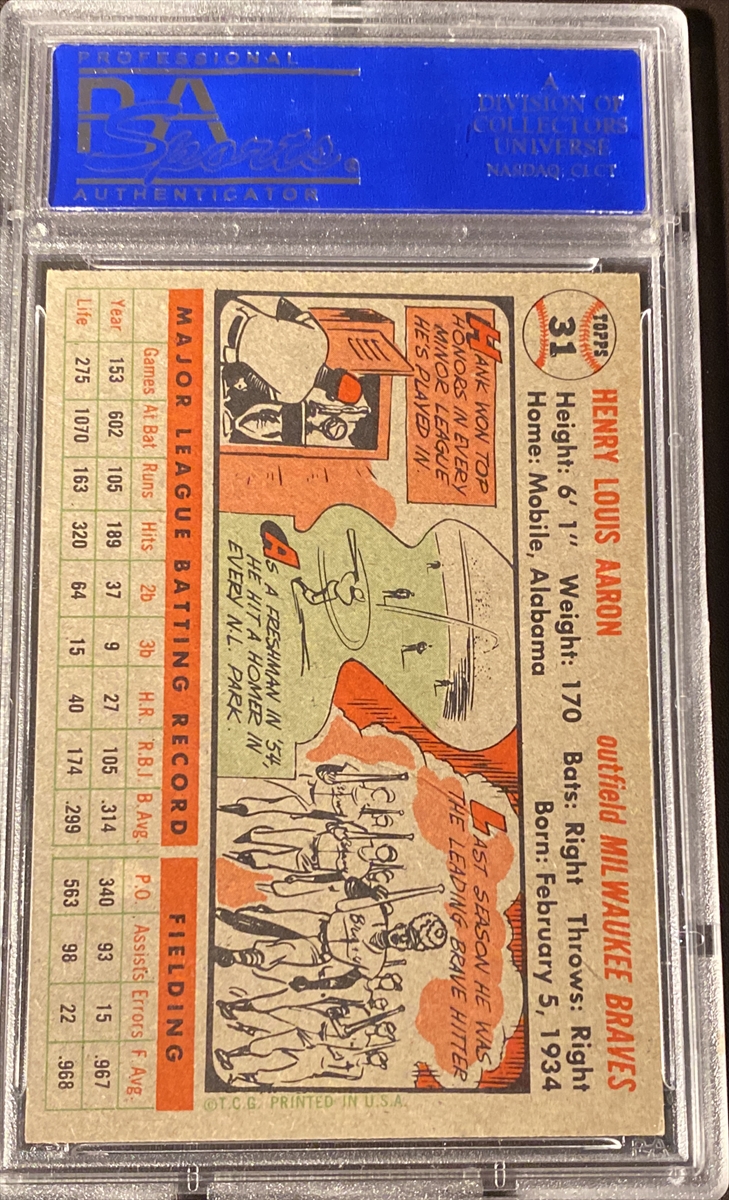 PROFESSIONAL
PSA
Sports
AUTHENTICATOR
A
DIVISION OF
COLLECTORS
UNIVERSE
NASDAQ: CLCT
TOPPS
31
HENRY LOUIS AARON outfield MILWAUKEE BRAVES
Height: 6' 1" Weight: 170 Bats: Right Throws: Right
Home: Mobile, Alabama Born: February 5, 1934
HANK WON TOP
HONORS IN EVERY
MINOR LEAGUE
HE'S PLAYED IN.
AS A FRESHMAN IN '54,
HE HIT A HOMER IN
EVERY N.L. PARK.
LAST SEASON HE WAS
THE LEADING BRAVE HITTER
Braves
MAJOR LEAGUE BATTING RECORD FIELDING
Games At Bat Runs Hits 2b 3b H.R. R.B.I B. Avg. P.O. Assists Errors F. Avg.
Year 153 602 105 189 37 9 27 105 .314 340 93 15 .967
Life 275 1070 163 320 64 15 40 174 .299 563 98 22 .968
©T.C.G. PRINTED IN U.S.A.